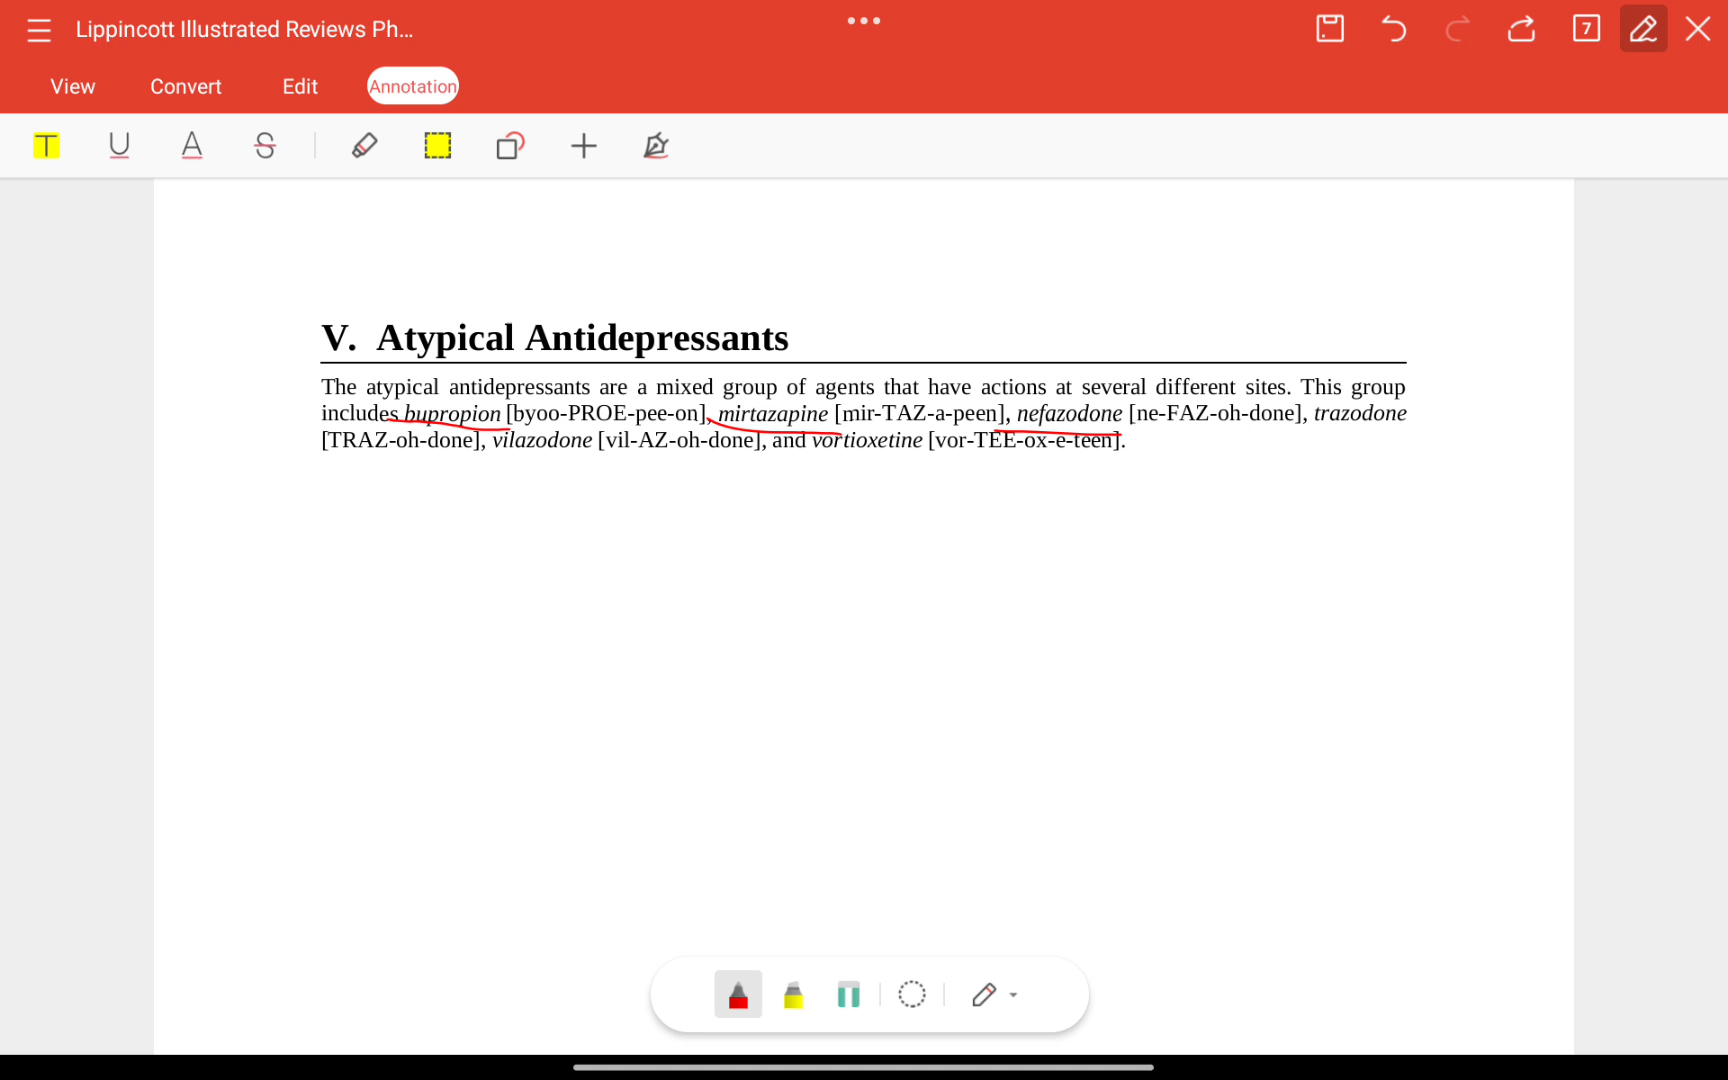 Lippincott Illustrated Reviews Ph...
7
View Convert Edit Annotation
T U A S
V. Atypical Antidepressants
The atypical antidepressants are a mixed group of agents that have actions at several different sites. This group
includes bupropion [byoo-PROE-pee-on], mirtazapine [mir-TAZ-a-peen], nefazodone [ne-FAZ-oh-done], trazodone
[TRAZ-oh-done], vilazodone [vil-AZ-oh-done], and vortioxetine [vor-TEE-ox-e-teen].